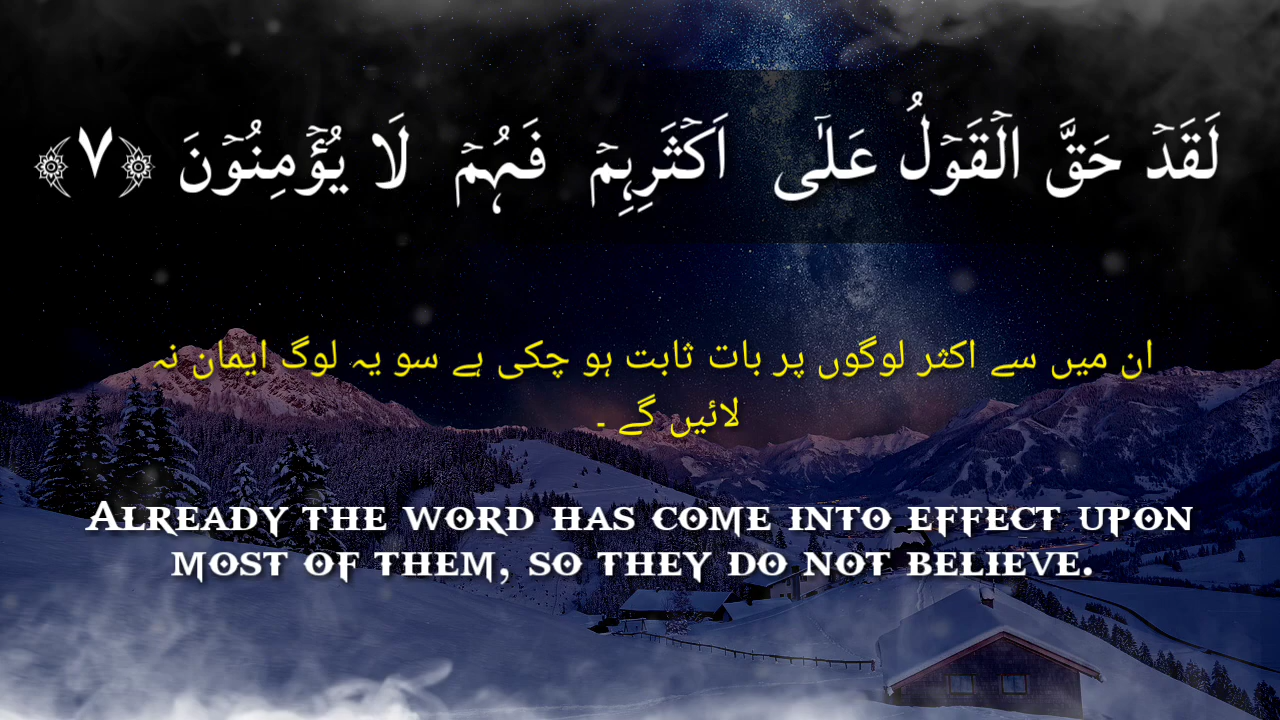 لَقَدۡ حَقَّ الۡقَوۡلُ عَلٰۤی اَکۡثَرِہِمۡ فَہُمۡ لَا یُؤۡمِنُوۡنَ ﴿۷﴾
ان میں سے اکثر لوگوں پر بات ثابت ہو چکی ہے سو یہ لوگ ایمان نہ
لائیں گے ۔
Already the word has come into effect upon
most of them, so they do not believe.